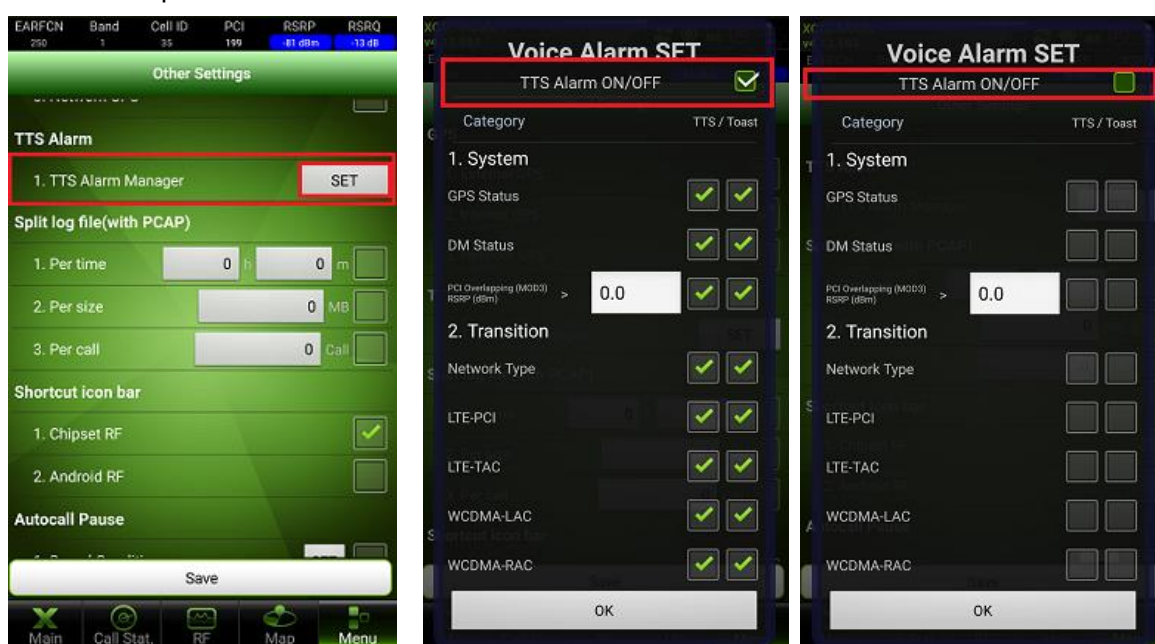 EARFCN Band Cell ID PCI RSRP RSRQ
250 1 35 199 -81 dBm -13 dB
Other Settings
TTS Alarm
1. TTS Alarm Manager SET
Split log file(with PCAP)
1. Per time 0 h 0 m
2. Per size 0 MB
3. Per call 0 Call
Shortcut icon bar
1. Chipset RF
2. Android RF
Autocall Pause
Save
Main Call Stat. RF Map Menu
Voice Alarm SET
TTS Alarm ON/OFF
Category TTS / Toast
1. System
GPS Status
DM Status
PCI Overlapping (MOD3)
RSRP (dBm) > 0.0
2. Transition
Network Type
LTE-PCI
LTE-TAC
WCDMA-LAC
WCDMA-RAC
OK
Voice Alarm SET
TTS Alarm ON/OFF
Category TTS / Toast
1. System
GPS Status
DM Status
PCI Overlapping (MOD3)
RSRP (dBm) > 0.0
2. Transition
Network Type
LTE-PCI
LTE-TAC
WCDMA-LAC
WCDMA-RAC
OK